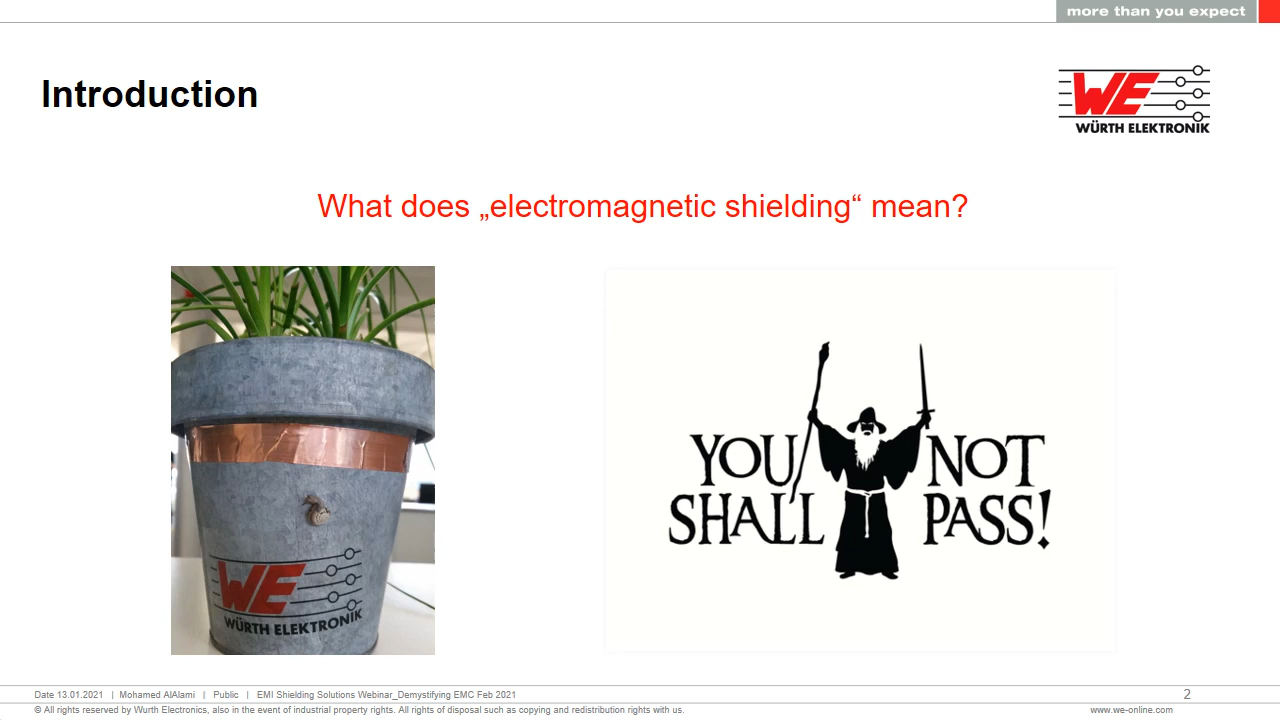 more than you expect
Introduction
WE
WÜRTH ELEKTRONIK
What does „electromagnetic shielding“ mean?
WE
WÜRTH ELEKTRONIK
YOU NOT
SHALL PASS!
Date 13.01.2021 | Mohamed AlAlami | Public | EMI Shielding Solutions Webinar_Demystifying EMC Feb 2021
2
© All rights reserved by Wurth Electronics, also in the event of industrial property rights. All rights of disposal such as copying and redistribution rights with us.
www.we-online.com